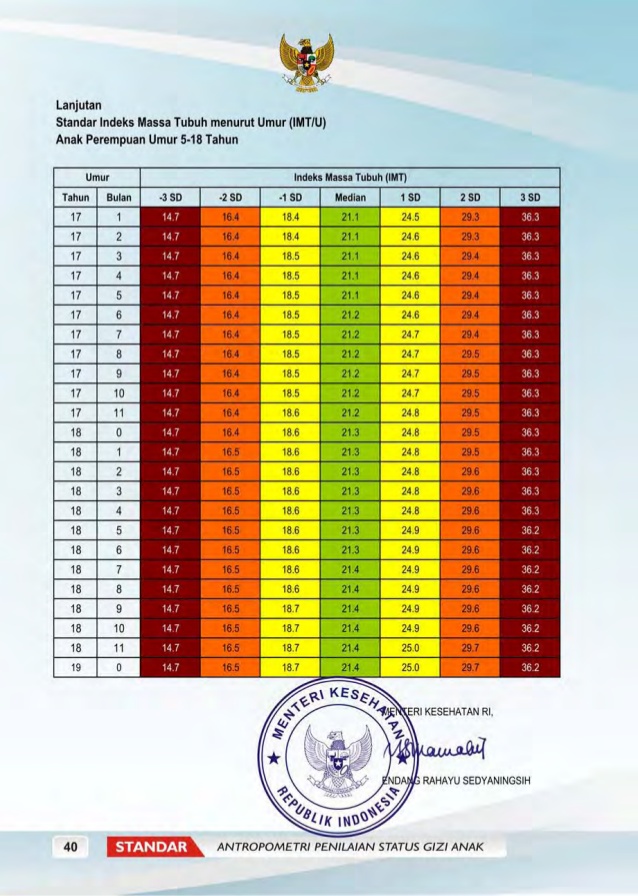 Lanjutan
Standar Indeks Massa Tubuh menurut Umur (IMT/U)
Anak Perempuan Umur 5-18 Tahun
Umur Indeks Massa Tubuh (IMT)
Tahun Bulan -3 SD -2 SD -1 SD Median 1 SD 2 SD 3 SD
17 1 14.7 16.4 18.4 21.1 24.5 29.3 36.3
17 2 14.7 16.4 18.4 21.1 24.6 29.3 36.3
17 3 14.7 16.4 18.5 21.1 24.6 29.4 36.3
17 4 14.7 16.4 18.5 21.1 24.6 29.4 36.3
17 5 14.7 16.4 18.5 21.1 24.6 29.4 36.3
17 6 14.7 16.4 18.5 21.2 24.6 29.4 36.3
17 7 14.7 16.4 18.5 21.2 24.7 29.4 36.3
17 8 14.7 16.4 18.5 21.2 24.7 29.5 36.3
17 9 14.7 16.4 18.5 21.2 24.7 29.5 36.3
17 10 14.7 16.4 18.5 21.2 24.7 29.5 36.3
17 11 14.7 16.4 18.6 21.2 24.8 29.5 36.3
18 0 14.7 16.4 18.6 21.3 24.8 29.5 36.3
18 1 14.7 16.5 18.6 21.3 24.8 29.5 36.3
18 2 14.7 16.5 18.6 21.3 24.8 29.6 36.3
18 3 14.7 16.5 18.6 21.3 24.8 29.6 36.3
18 4 14.7 16.5 18.6 21.3 24.8 29.6 36.3
18 5 14.7 16.5 18.6 21.3 24.9 29.6 36.2
18 6 14.7 16.5 18.6 21.3 24.9 29.6 36.2
18 7 14.7 16.5 18.6 21.4 24.9 29.6 36.2
18 8 14.7 16.5 18.6 21.4 24.9 29.6 36.2
18 9 14.7 16.5 18.7 21.4 24.9 29.6 36.2
18 10 14.7 16.5 18.7 21.4 24.9 29.6 36.2
18 11 14.7 16.5 18.7 21.4 25.0 29.7 36.2
19 0 14.7 16.5 18.7 21.4 25.0 29.7 36.2
MENTERI KESEHATAN
REPUBLIK INDONESIA
MENTERI KESEHATAN RI,
ENDANG RAHAYU SEDYANINGSIH
40 STANDAR ANTROPOMETRI PENILAIAN STATUS GIZI ANAK